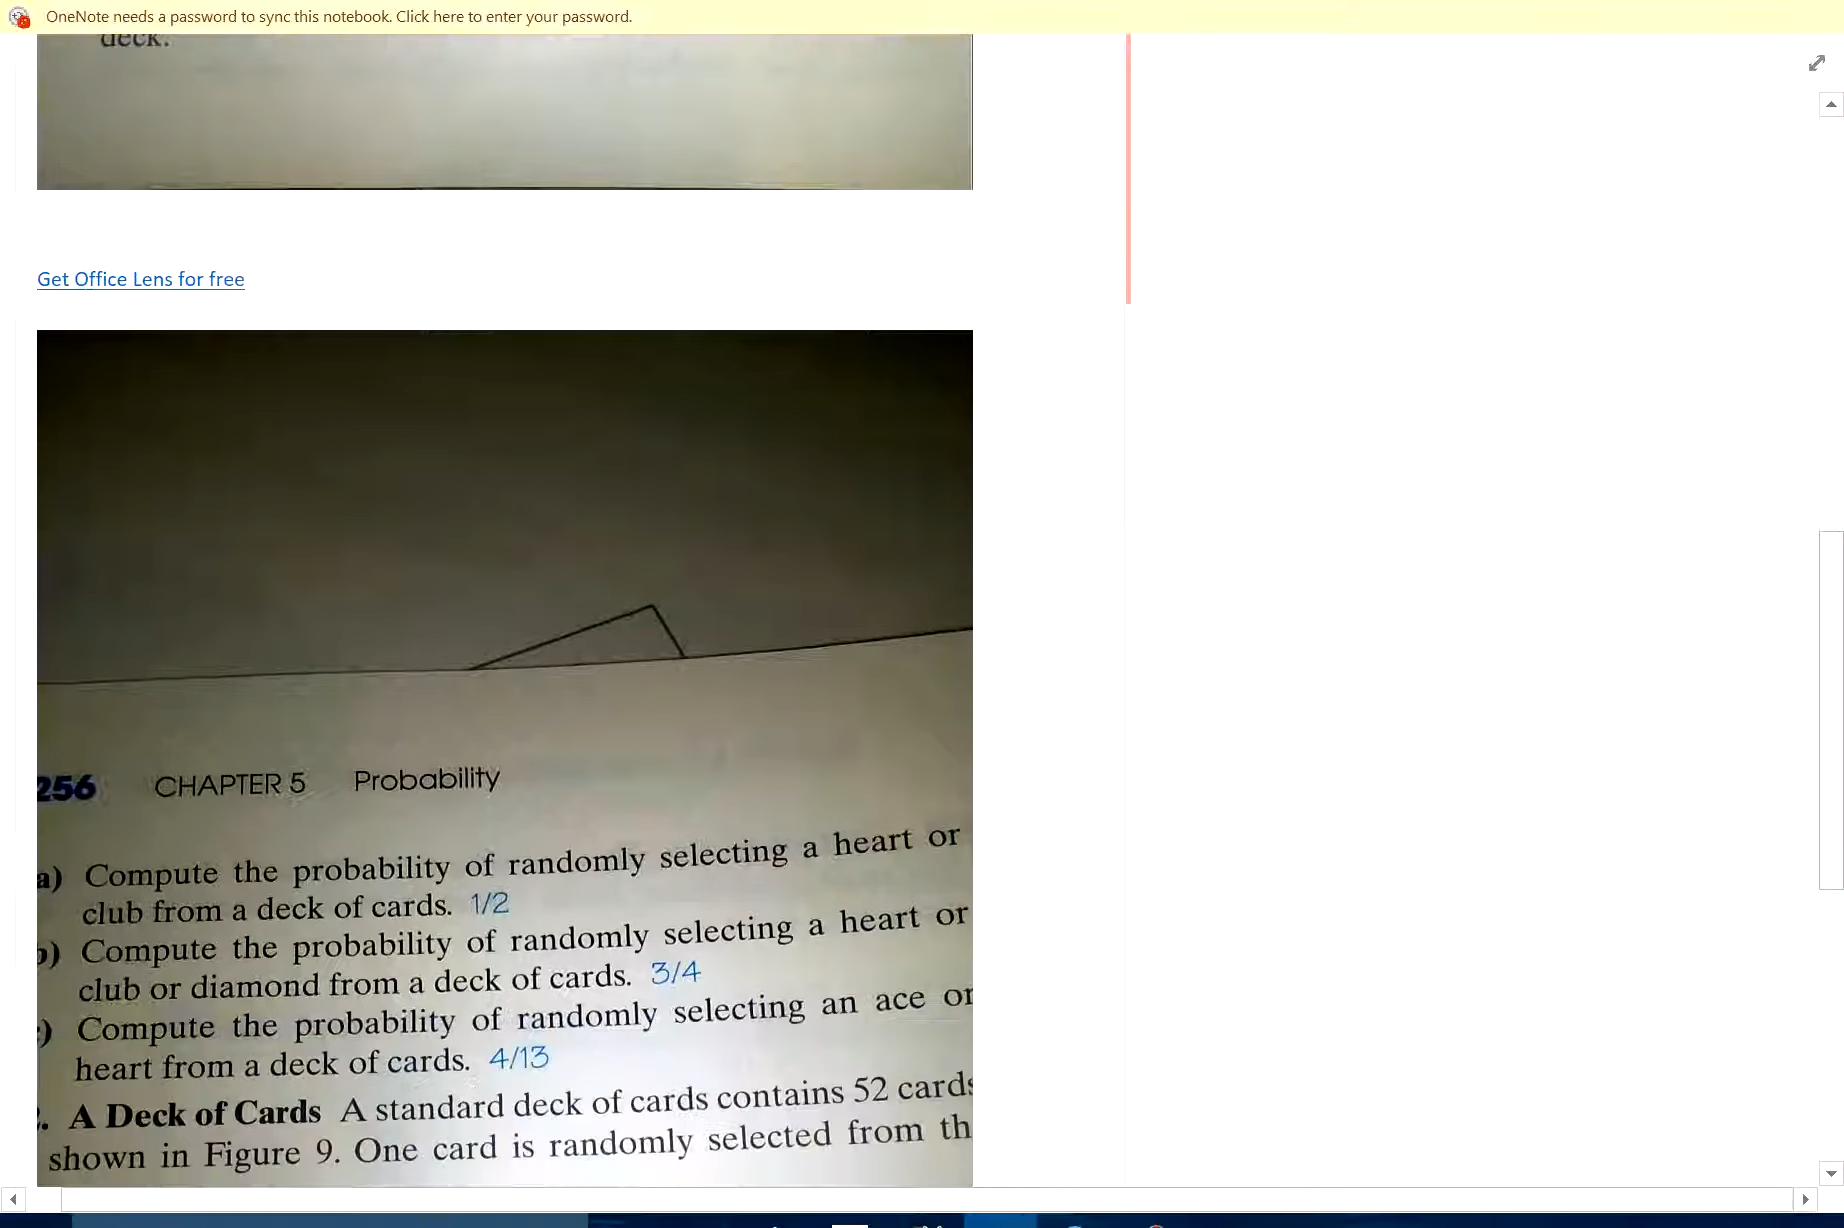 OneNote needs a password to sync this notebook. Click here to enter your password.
deck.
Get Office Lens for free
256 CHAPTER 5 Probability
a) Compute the probability of randomly selecting a heart or
club from a deck of cards. 1/2
b) Compute the probability of randomly selecting a heart or
club or diamond from a deck of cards. 3/4
) Compute the probability of randomly selecting an ace or
heart from a deck of cards. 4/13
. A Deck of Cards A standard deck of cards contains 52 cards
shown in Figure 9. One card is randomly selected from th